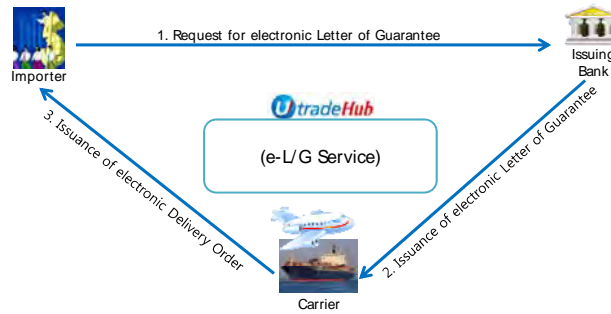 1. Request for electronic Letter of Guarantee
Importer
Issuing
Bank
UtradeHub
(e-L/G Service)
3. Issuance of electronic Delivery Order
2. Issuance of electronic Letter of Guarantee
Carrier